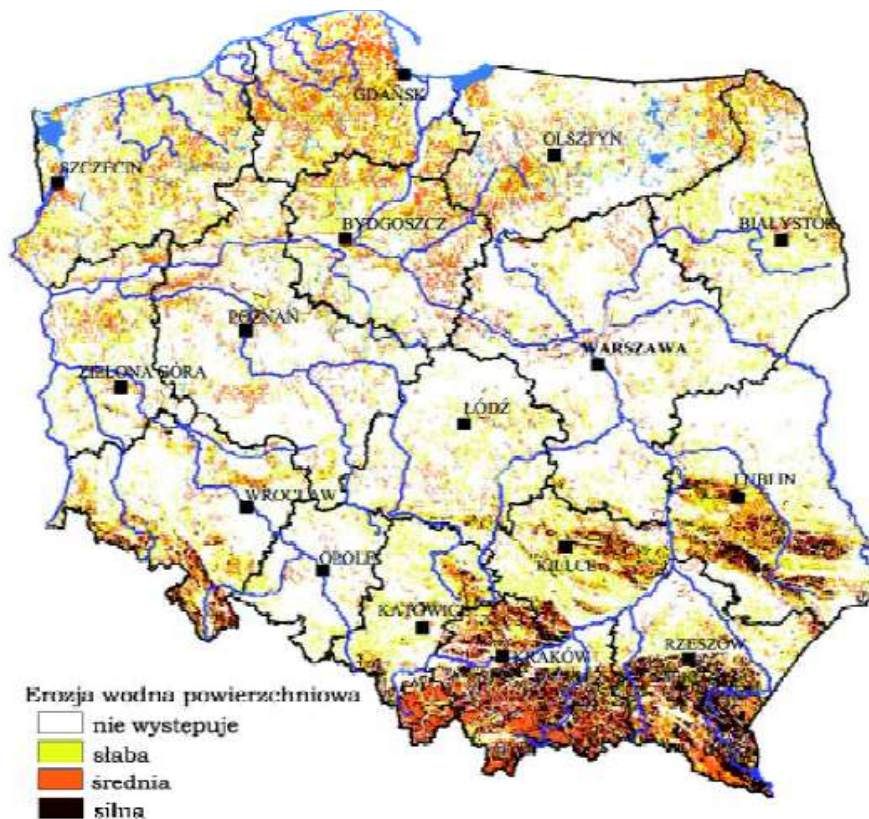 GDAŃSK
OLSZTYN
SZCZECIN
BYDGOSZCZ
BIAŁYSTOK
POZNAŃ
WARSZAWA
ZIELONA GÓRA
ŁÓDŹ
LUBLIN
WROCŁAW
OPOLE
KIELCE
KATOWIC
RZESZÓW
KRAKÓW
Erozja wodna powierzchniowa
nie występuje
słaba
średnia
silna